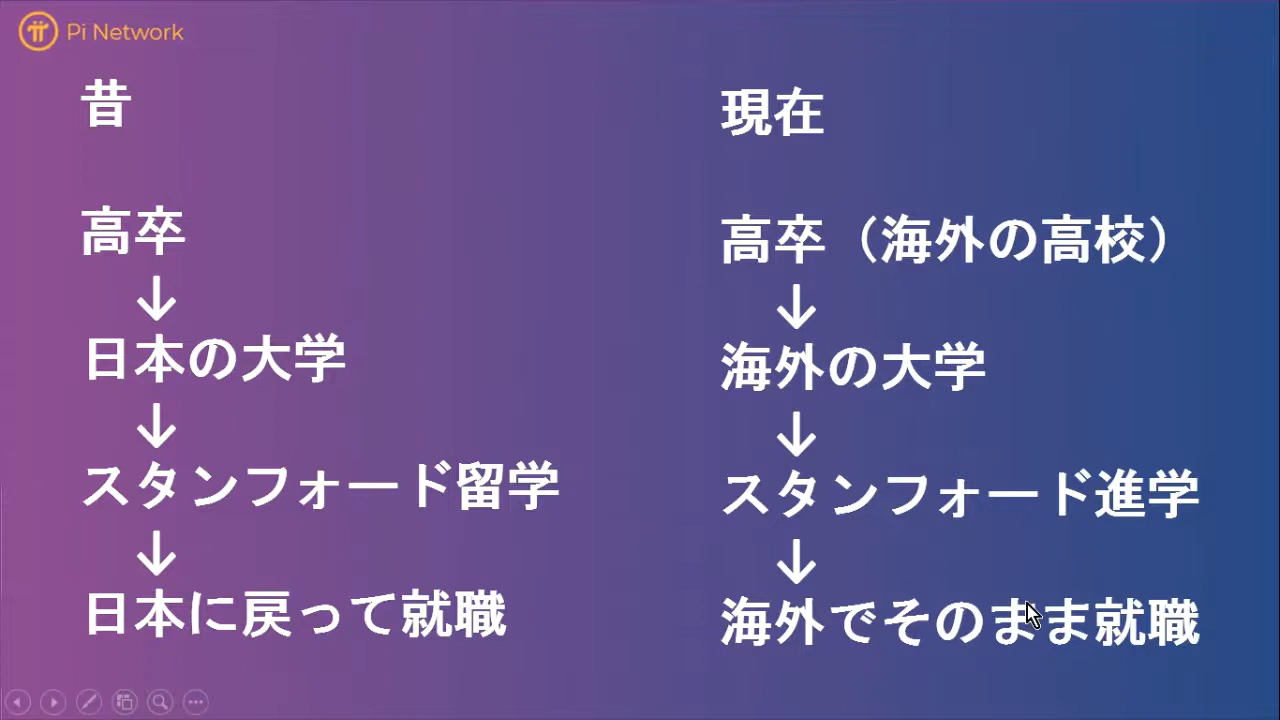 Pi Network
昔
高卒
↓
日本の大学
↓
スタンフォード留学
↓
日本に戻って就職
現在
高卒（海外の高校）
↓
海外の大学
↓
スタンフォード進学
↓
海外でそのまま就職